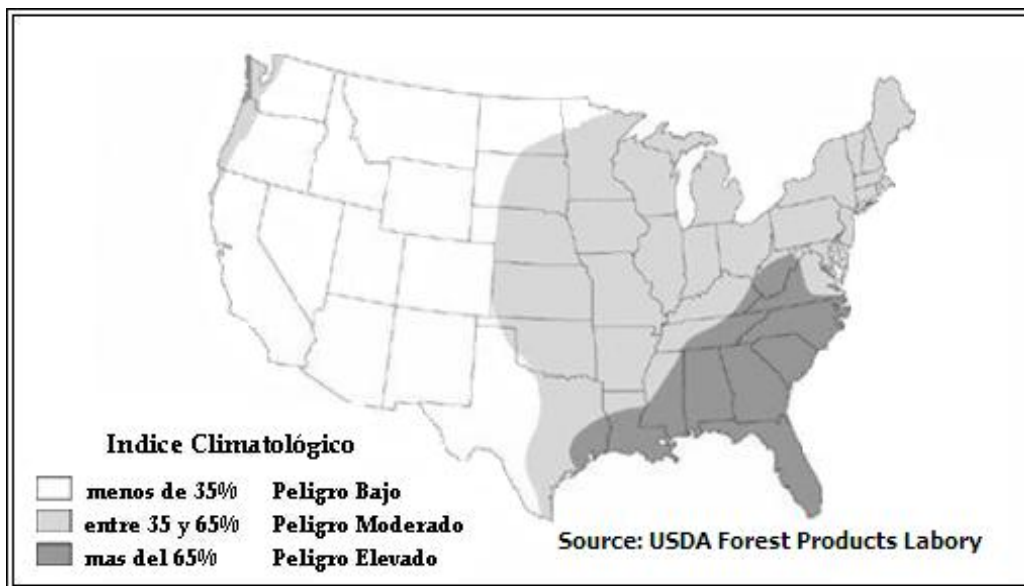 Indice Climatológico
menos de 35% Peligro Bajo
entre 35 y 65% Peligro Moderado
mas del 65% Peligro Elevado
Source: USDA Forest Products Labory